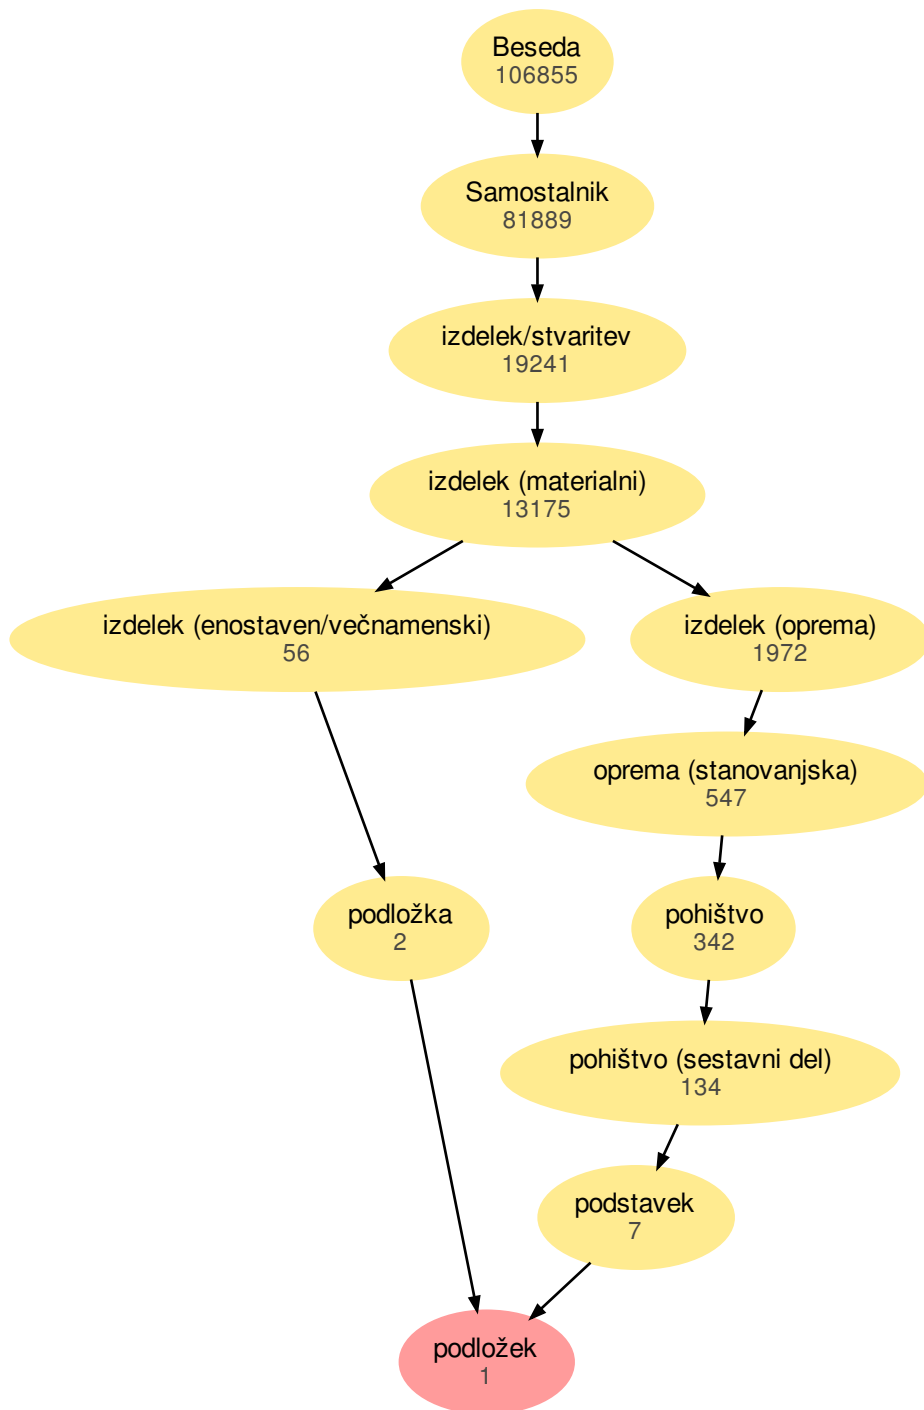 Beseda
106855
Samostalnik
81889
izdelek/stvaritev
19241
izdelek (materialni)
13175
izdelek (enostaven/večnamenski)
56
izdelek (oprema)
1972
oprema (stanovanjska)
547
podložka
2
pohištvo
342
pohištvo (sestavni del)
134
podstavek
7
podložek
1